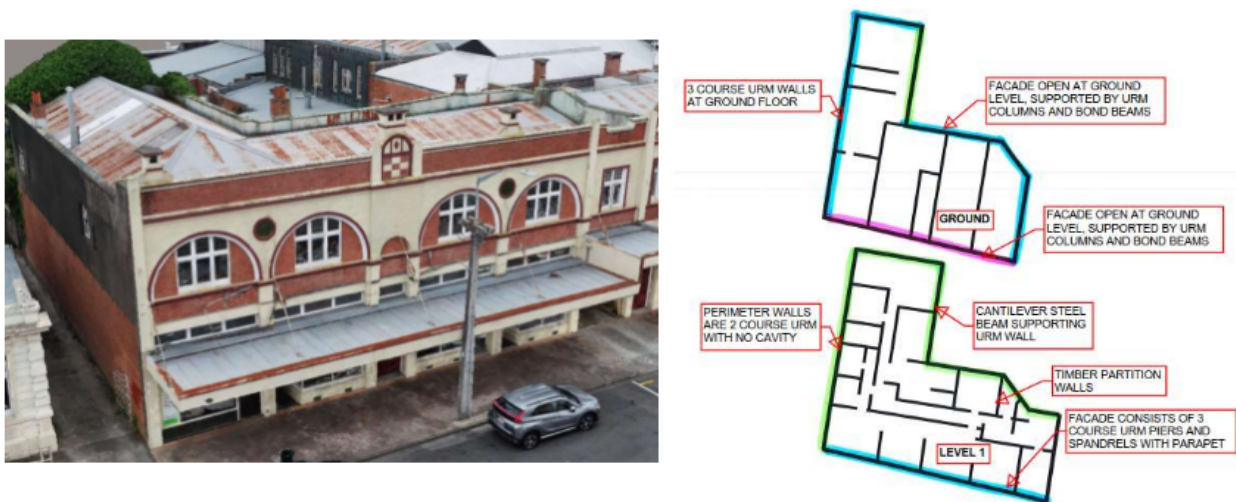 3 COURSE URM WALLS
AT GROUND FLOOR
FACADE OPEN AT GROUND
LEVEL, SUPPORTED BY URM
COLUMNS AND BOND BEAMS
GROUND
FACADE OPEN AT GROUND
LEVEL, SUPPORTED BY URM
COLUMNS AND BOND BEAMS
PERIMETER WALLS
ARE 2 COURSE URM
WITH NO CAVITY
CANTILEVER STEEL
BEAM SUPPORTING
URM WALL
TIMBER PARTITION
WALLS
FACADE CONSISTS OF 3
COURSE URM PIERS AND
SPANDRELS WITH PARAPET
LEVEL 1